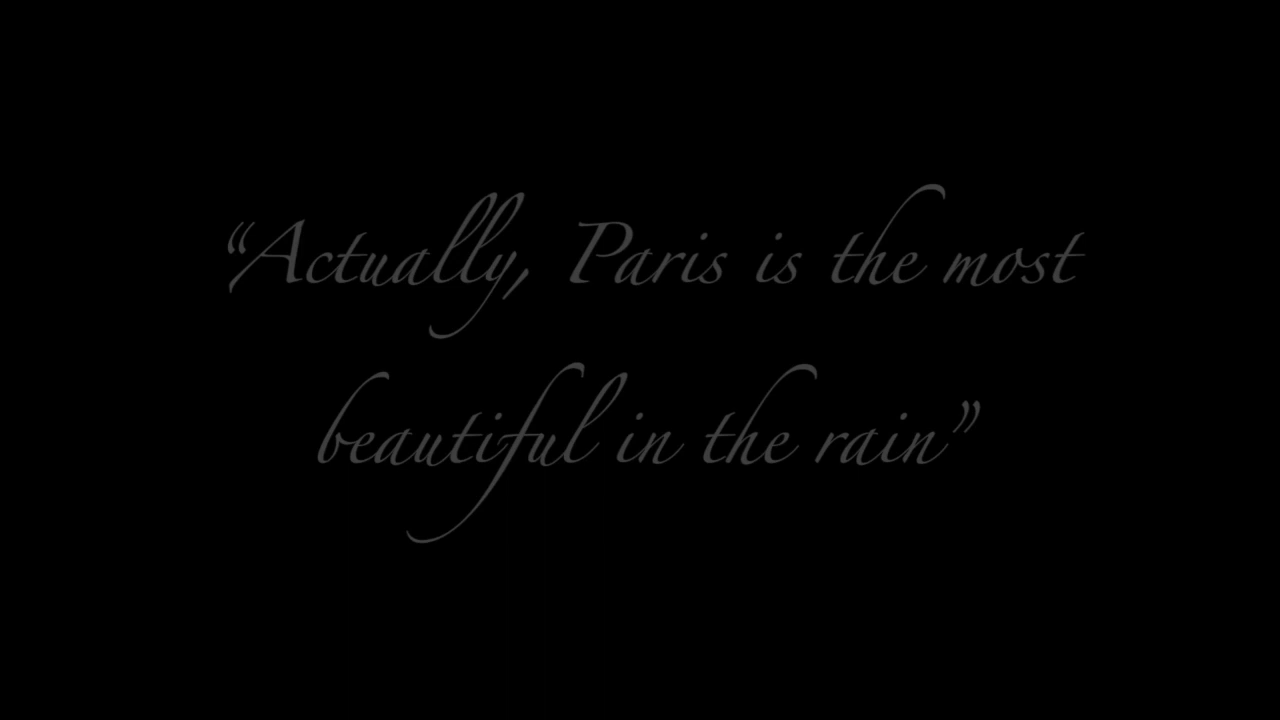 “Actually, Paris is the most
beautiful in the rain”